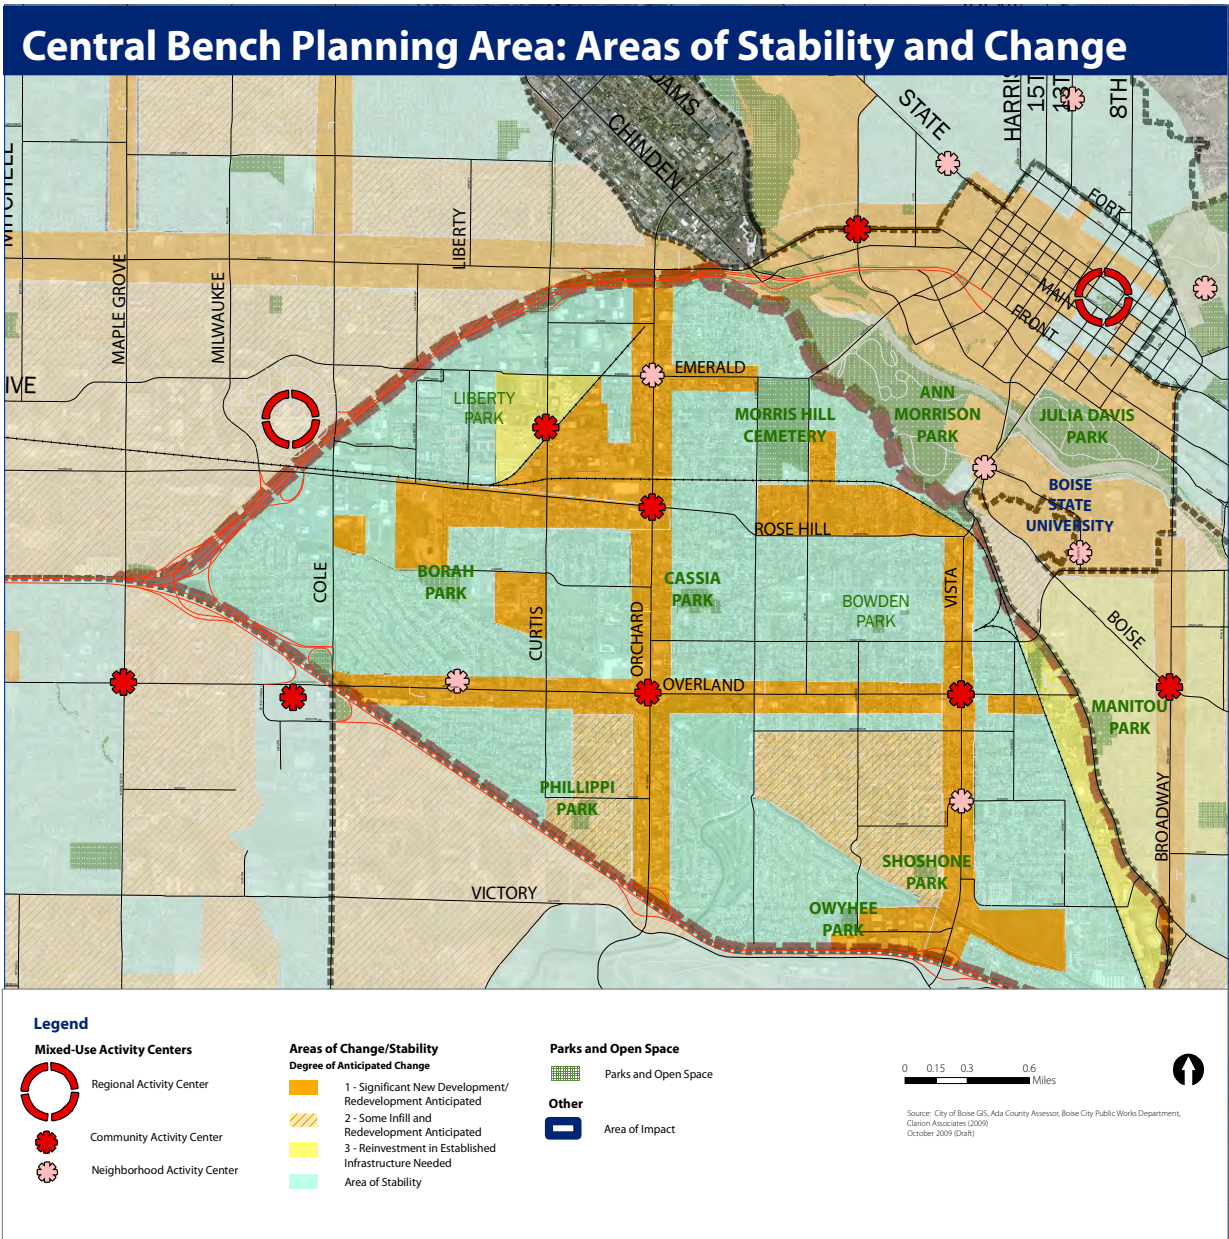 Central Bench Planning Area: Areas of Stability and Change
ADAMS
CHINDEN
STATE
HARRIS
15T
13T
8TH
FORT
MITCHELL
LIBERTY
MAPLE GROVE
MILWAUKEE
MAIN
FRONT
IVE
EMERALD
LIBERTY
PARK
MORRIS HILL
CEMETERY
ANN
MORRISON
PARK
JULIA DAVIS
PARK
BOISE
STATE
UNIVERSITY
ROSE HILL
COLE
BORAH
PARK
CASSIA
PARK
BOWDEN
PARK
VISTA
CURTIS
ORCHARD
BOISE
OVERLAND
MANITOU
PARK
PHILLIPPI
PARK
BROADWAY
SHOSHONE
PARK
VICTORY
OWYHEE
PARK
Legend
Mixed-Use Activity Centers
Regional Activity Center
Community Activity Center
Neighborhood Activity Center
Areas of Change/Stability
Degree of Anticipated Change
1 - Significant New Development/
Redevelopment Anticipated
2 - Some Infill and
Redevelopment Anticipated
3 - Reinvestment in Established
Infrastructure Needed
Area of Stability
Parks and Open Space
Parks and Open Space
Other
Area of Impact
0 0.15 0.3 0.6
Miles
Source: City of Boise GIS, Ada County Assessor, Boise City Public Works Department,
Clarion Associates (2009)
October 2009 (Draft)